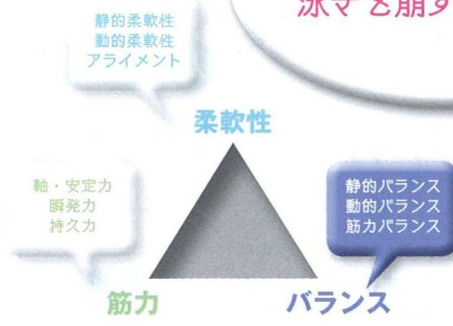 静的柔軟性
動的柔軟性
アライメント
柔軟性
軸・安定力
瞬発力
持久力
静的バランス
動的バランス
筋力バランス
筋力
バランス